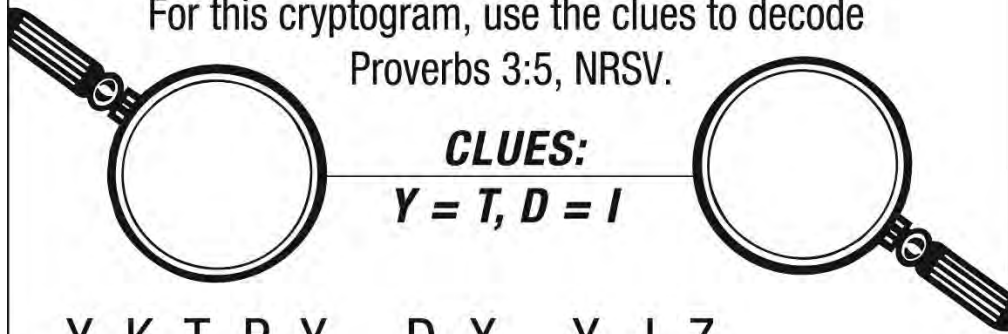 For this cryptogram, use the clues to decode
Proverbs 3:5, NRSV.
CLUES:
Y = T, D = I
Y K T R Y D X Y J Z